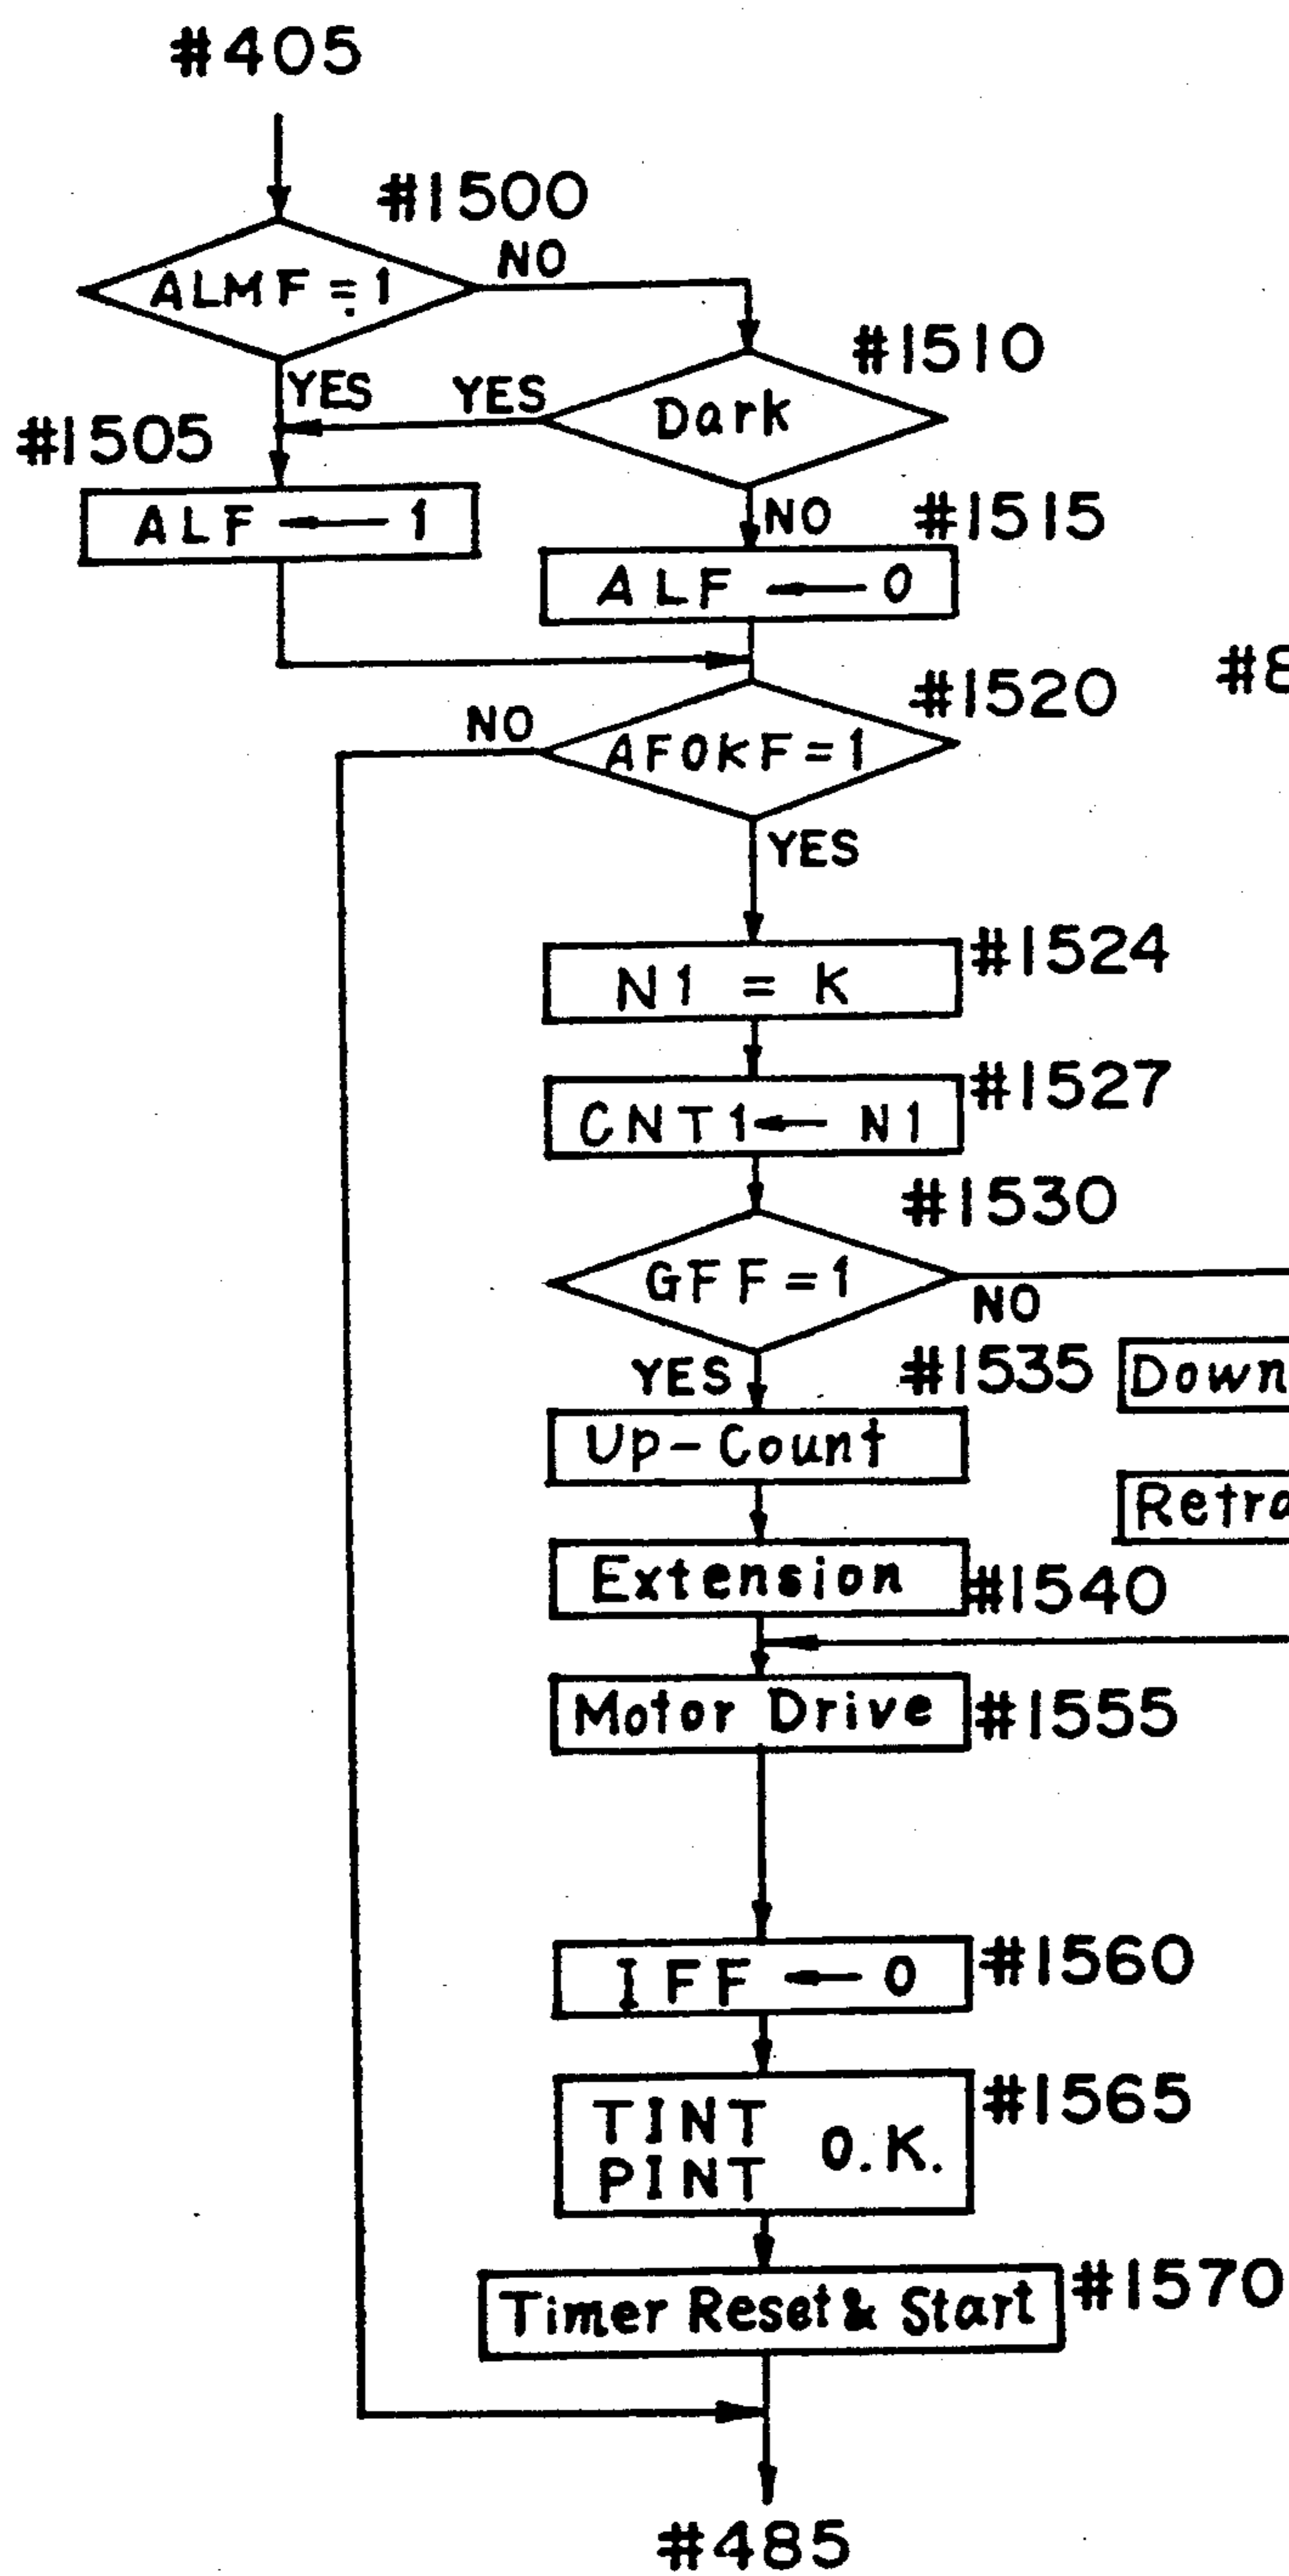 #405
#1500
ALMF=1
NO
#1510
YES
YES
Dark
#1505
ALF ← 1
NO
#1515
ALF ← 0
#1520
NO
AFOKF=1
YES
#1524
N1 = K
#1527
CNT1 ← N1
#1530
GFF=1
NO
YES
#1535
Down
Up-Count
Extension
#1540
Motor Drive
#1555
IFF ← 0
#1560
TINT
PINT
O.K.
#1565
Timer Reset & Start
#1570
#485